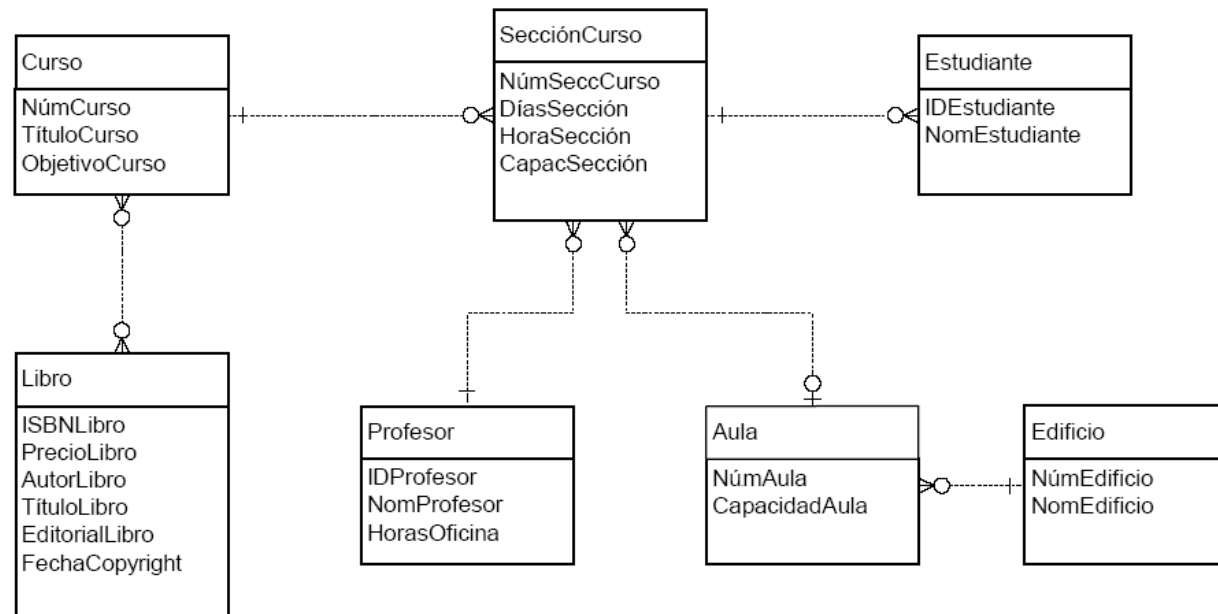 Curso
NúmCurso
TítuloCurso
ObjetivoCurso
SecciónCurso
NúmSeccCurso
DíasSección
HoraSección
CapacSección
Estudiante
IDEstudiante
NomEstudiante
Libro
ISBNLibro
PrecioLibro
AutorLibro
TítuloLibro
EditorialLibro
FechaCopyright
Profesor
IDProfesor
NomProfesor
HorasOficina
Aula
NúmAula
CapacidadAula
Edificio
NúmEdificio
NomEdificio